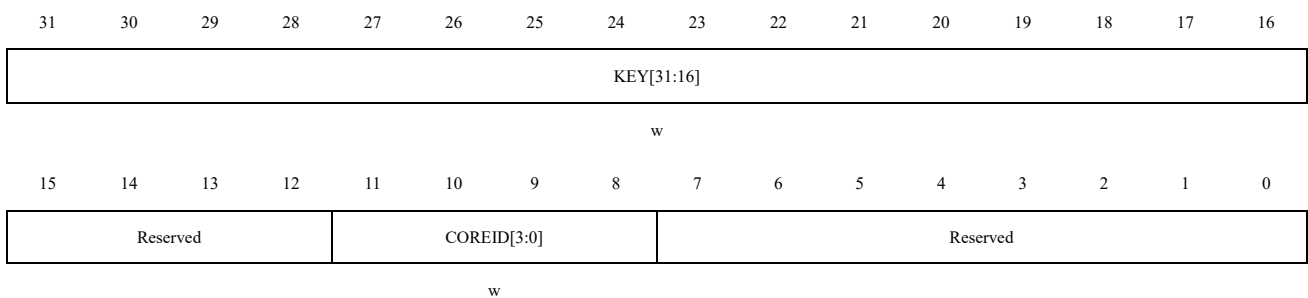 31 30 29 28 27 26 25 24 23 22 21 20 19 18 17 16
KEY[31:16]
w
15 14 13 12 11 10 9 8 7 6 5 4 3 2 1 0
Reserved COREID[3:0] Reserved
w